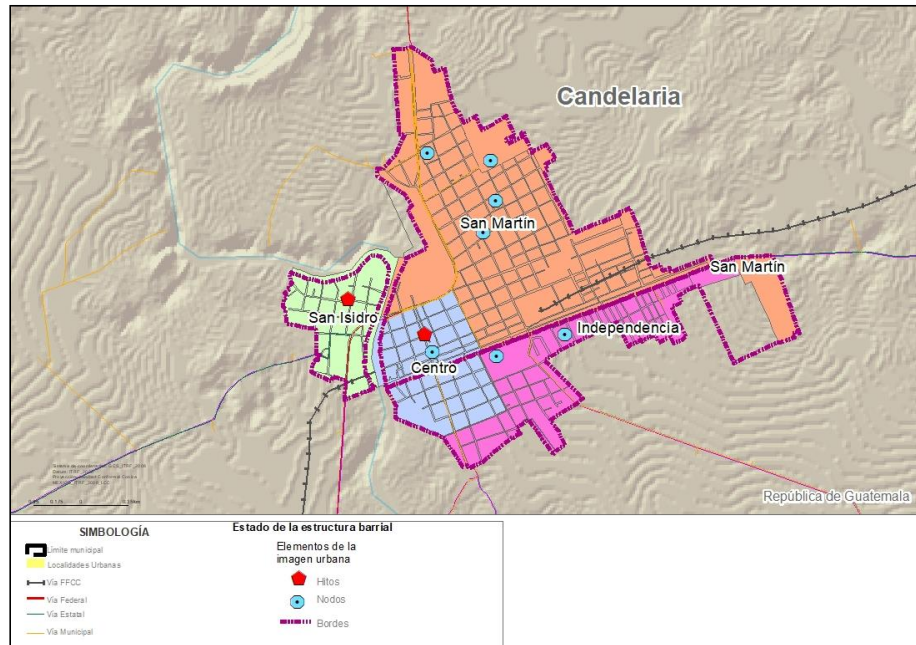 Candelaria
San Martín
San Martín
San Isidro
Independencia
Centro
República de Guatemala
SIMBOLOGÍA
Límite municipal
Localidades Urbanas
Vía FFCC
Vía Federal
Vía Estatal
Vía Municipal
Estado de la estructura barrial
Elementos de la
imagen urbana
Hitos
Nodos
Bordes